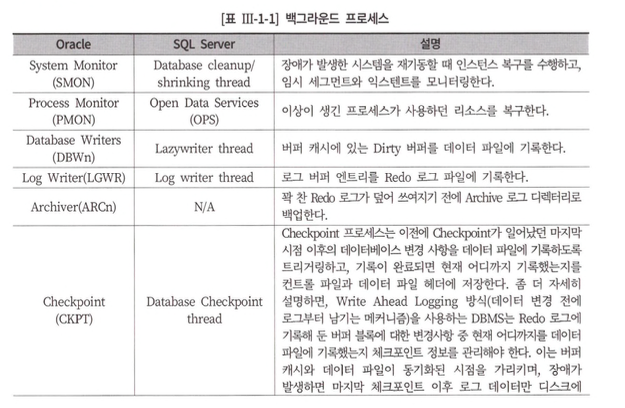 [표 Ⅲ-1-1] 백그라운드 프로세스
Oracle SQL Server 설명
System Monitor (SMON)
Database cleanup/ shrinking thread
장애가 발생한 시스템을 재기동할 때 인스턴스 복구를 수행하고,
임시 세그먼트와 익스텐트를 모니터링한다.
Process Monitor (PMON)
Open Data Services (OPS)
이상이 생긴 프로세스가 사용하던 리소스를 복구한다.
Database Writers (DBWn)
Lazywriter thread
버퍼 캐시에 있는 Dirty 버퍼를 데이터 파일에 기록한다.
Log Writer(LGWR)
Log writer thread
로그 버퍼 엔트리를 Redo 로그 파일에 기록한다.
Archiver(ARCn)
N/A
꽉 찬 Redo 로그가 덮어 쓰여지기 전에 Archive 로그 디렉터리로
백업한다.
Checkpoint (CKPT)
Database Checkpoint thread
Checkpoint 프로세스는 이전에 Checkpoint가 일어났던 마지막
시점 이후의 데이터베이스 변경 사항을 데이터 파일에 기록하도록
트리거링하고, 기록이 완료되면 현재 어디까지 기록했는지를
컨트롤 파일과 데이터 파일 헤더에 저장한다. 좀 더 자세히
설명하면, Write Ahead Logging 방식(데이터 변경 전에
로그부터 남기는 메커니즘)을 사용하는 DBMS는 Redo 로그에
기록해 둔 버퍼 블록에 대한 변경사항 중 현재 어디까지를 데이터
파일에 기록했는지 체크포인트 정보를 관리해야 한다. 이는 버퍼
캐시와 데이터 파일이 동기화된 시점을 가리키며, 장애가
발생하면 마지막 체크포인트 이후 로그 데이터만 디스크에